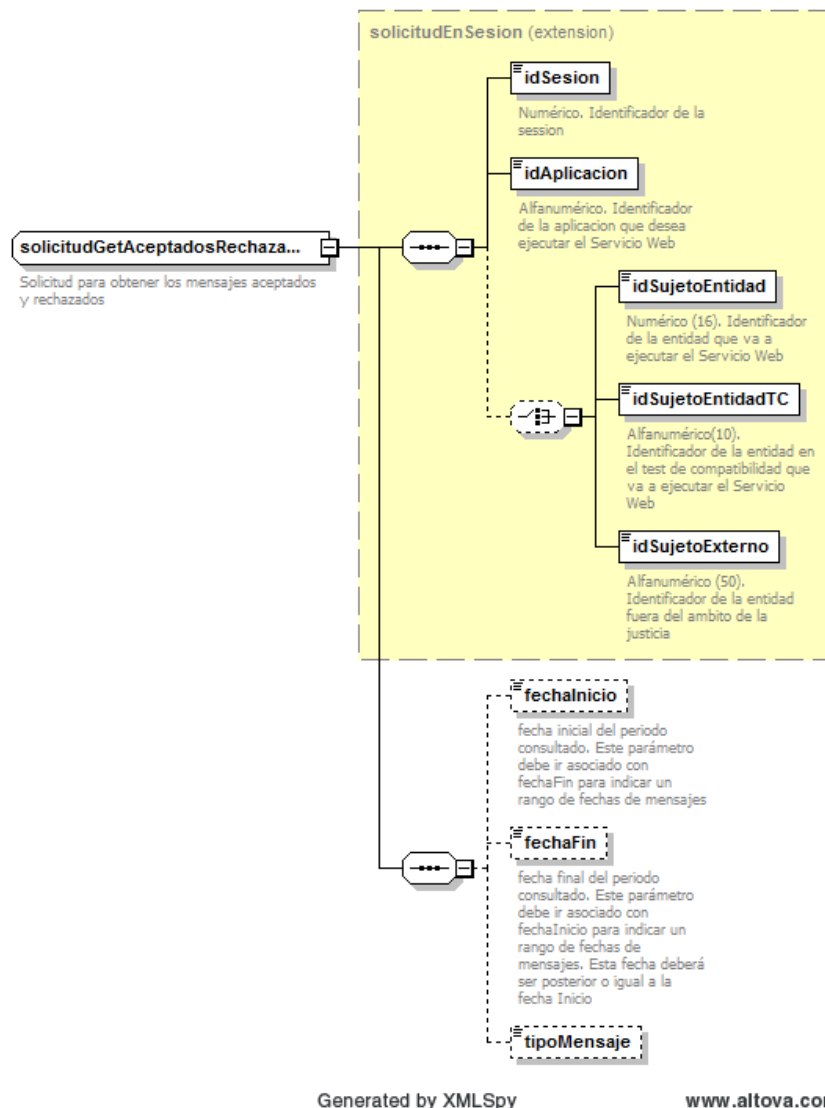 solicitudEnSesion (extension)
idSesion
Numérico. Identificador de la
session
idAplicacion
Alfanumérico. Identificador
de la aplicacion que desea
ejecutar el Servicio Web
solicitudGetAceptadosRechaza...
Solicitud para obtener los mensajes aceptados
y rechazados
idSujetoEntidad
Numérico (16). Identificador
de la entidad que va a
ejecutar el Servicio Web
idSujetoEntidadTC
Alfanumérico(10).
Identificador de la entidad en
el test de compatibilidad que
va a ejecutar el Servicio
Web
idSujetoExterno
Alfanumérico (50).
Identificador de la entidad
fuera del ambito de la
justicia
fechaInicio
fecha inicial del periodo
consultado. Este parámetro
debe ir asociado con
fechaFin para indicar un
rango de fechas de mensajes
fechaFin
fecha final del periodo
consultado. Este parámetro
debe ir asociado con
fechaInicio para indicar un
rango de fechas de
mensajes. Esta fecha deberá
ser posterior o igual a la
fecha Inicio
tipoMensaje
Generated by XMLSpy
www.altova.com